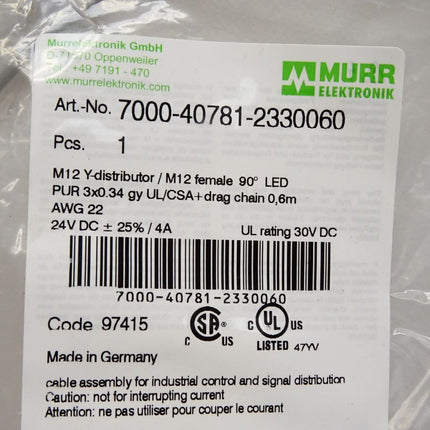 Murrelektronik GmbH
D-71570 Oppenweiler
Tel. +49 7191 - 470
www.murrelektronik.com
MURR
ELEKTRONIK
Art.-No. 7000-40781-2330060
Pcs. 1
M12 Y-distributor / M12 female 90° LED
PUR 3x0.34 gy UL/CSA+drag chain 0,6m
AWG 22
24V DC ± 25% / 4A UL rating 30V DC
7000-40781-2330060
Code 97415
C SA® US
C UL® US
LISTED 47YV
Made in Germany
cable assembly for industrial control and signal distribution
Caution: not for interrupting current
Attention: ne pas utiliser pour couper le courant